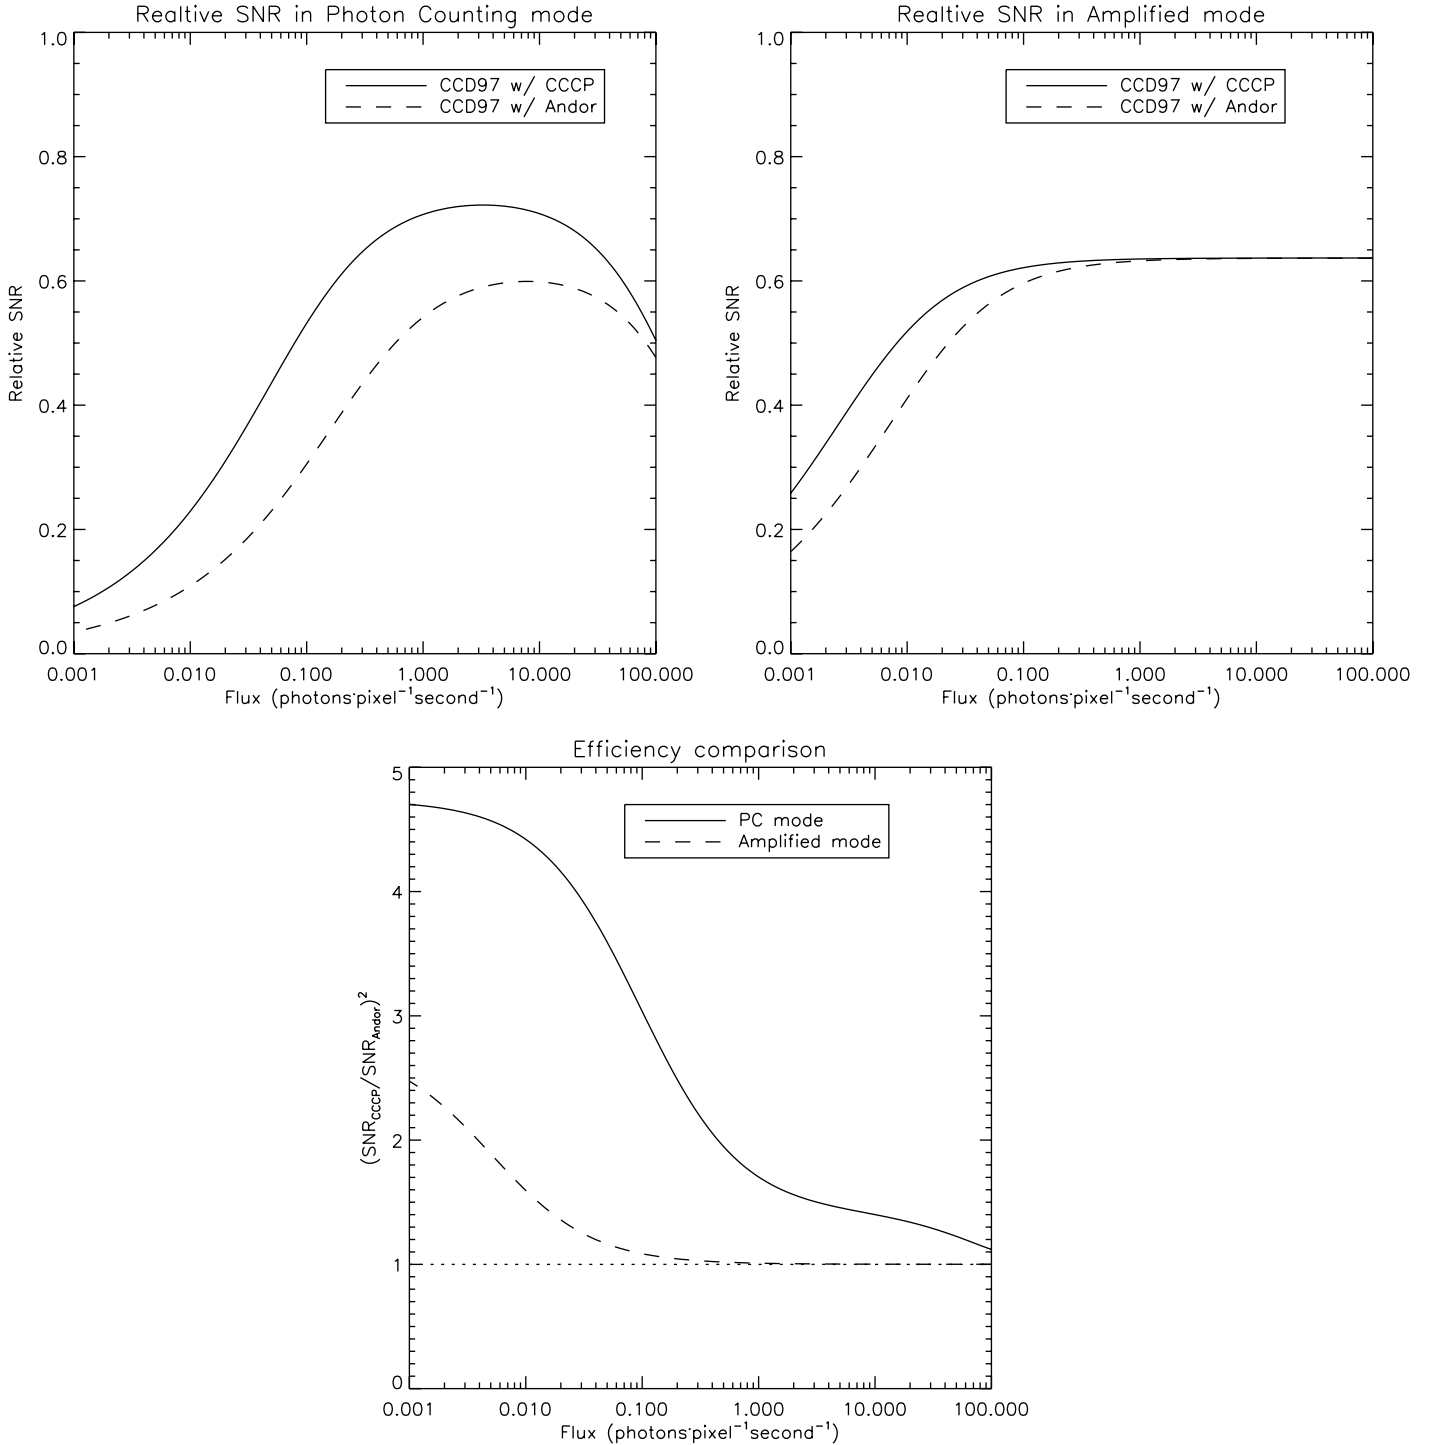 Realtive SNR in Photon Counting mode
1.0
0.8
0.6
0.4
0.2
0.0
Relative SNR
CCD97 w/ CCCP
CCD97 w/ Andor
0.001 0.010 0.100 1.000 10.000 100.000
Flux (photons·pixel⁻¹second⁻¹)
Realtive SNR in Amplified mode
1.0
0.8
0.6
0.4
0.2
0.0
Relative SNR
CCD97 w/ CCCP
CCD97 w/ Andor
0.001 0.010 0.100 1.000 10.000 100.000
Flux (photons·pixel⁻¹second⁻¹)
Efficiency comparison
5
4
3
2
1
0
(SNR_CCCP/SNR_Andor)²
PC mode
Amplified mode
0.001 0.010 0.100 1.000 10.000 100.000
Flux (photons·pixel⁻¹second⁻¹)